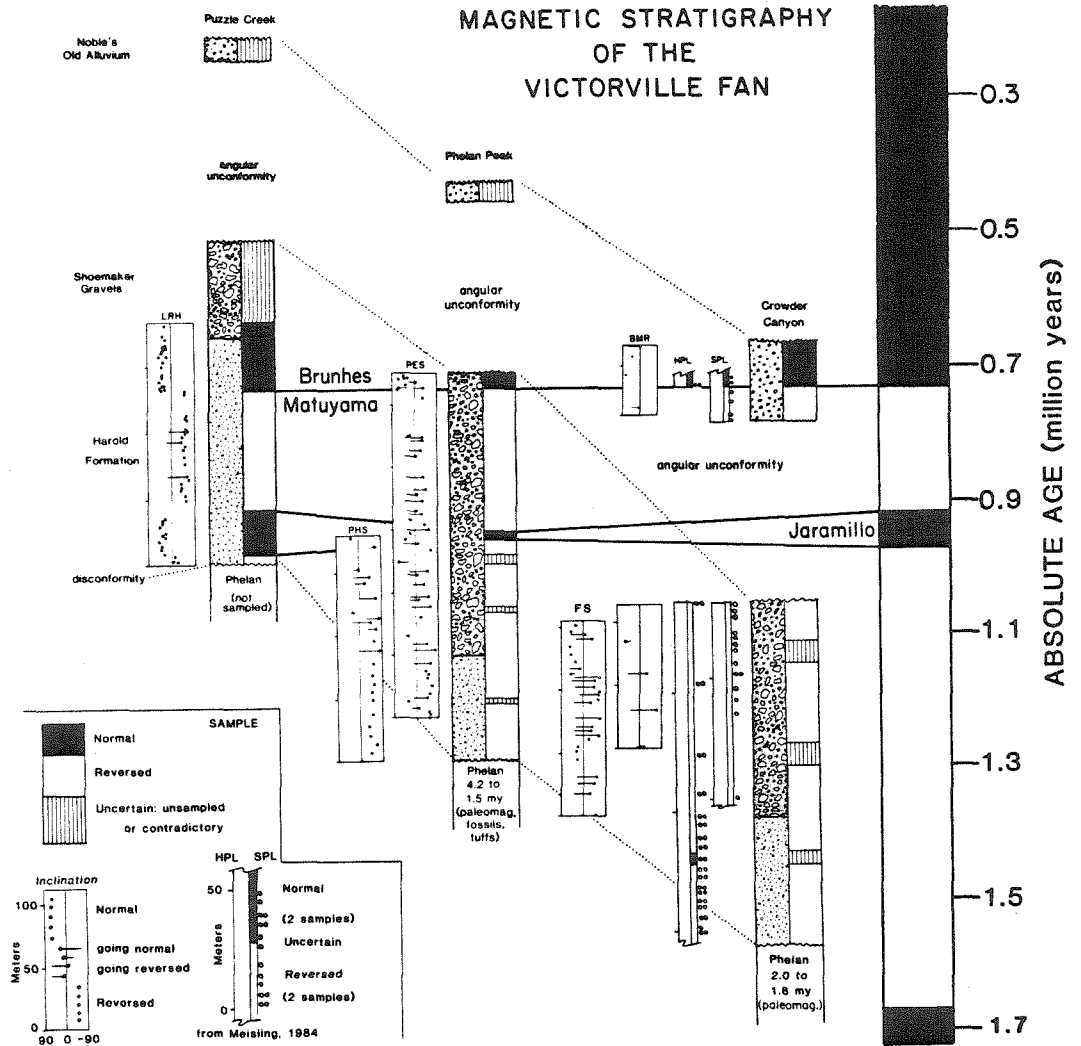 MAGNETIC STRATIGRAPHY
OF THE
VICTORVILLE FAN
Puzzle Creek
Noble's
Old Alluvium
angular
unconformity
Phelan Peak
angular
unconformity
Shoemaker
Gravels
LRH
Brunhes
Matuyama
PES
BMR
HPL
SPL
Crowder
Canyon
Harold
Formation
angular unconformity
Jaramillo
PHS
disconformity
Phelan
(not
sampled)
FS
Phelan
4.2 to
1.5 my
(paleomag,
fossils,
tuffs)
Phelan
2.0 to
1.6 my
(paleomag.)
0.3
0.5
0.7
0.9
1.1
1.3
1.5
1.7
ABSOLUTE AGE (million years)
SAMPLE
Normal
Reversed
Uncertain: unsampled
or contradictory
Inclination
100
50
0
Meters
90 0 -90
Normal
going normal
going reversed
Reversed
HPL SPL
50
0
Meters
Normal
(2 samples)
Uncertain
Reversed
(2 samples)
from Meisling, 1984